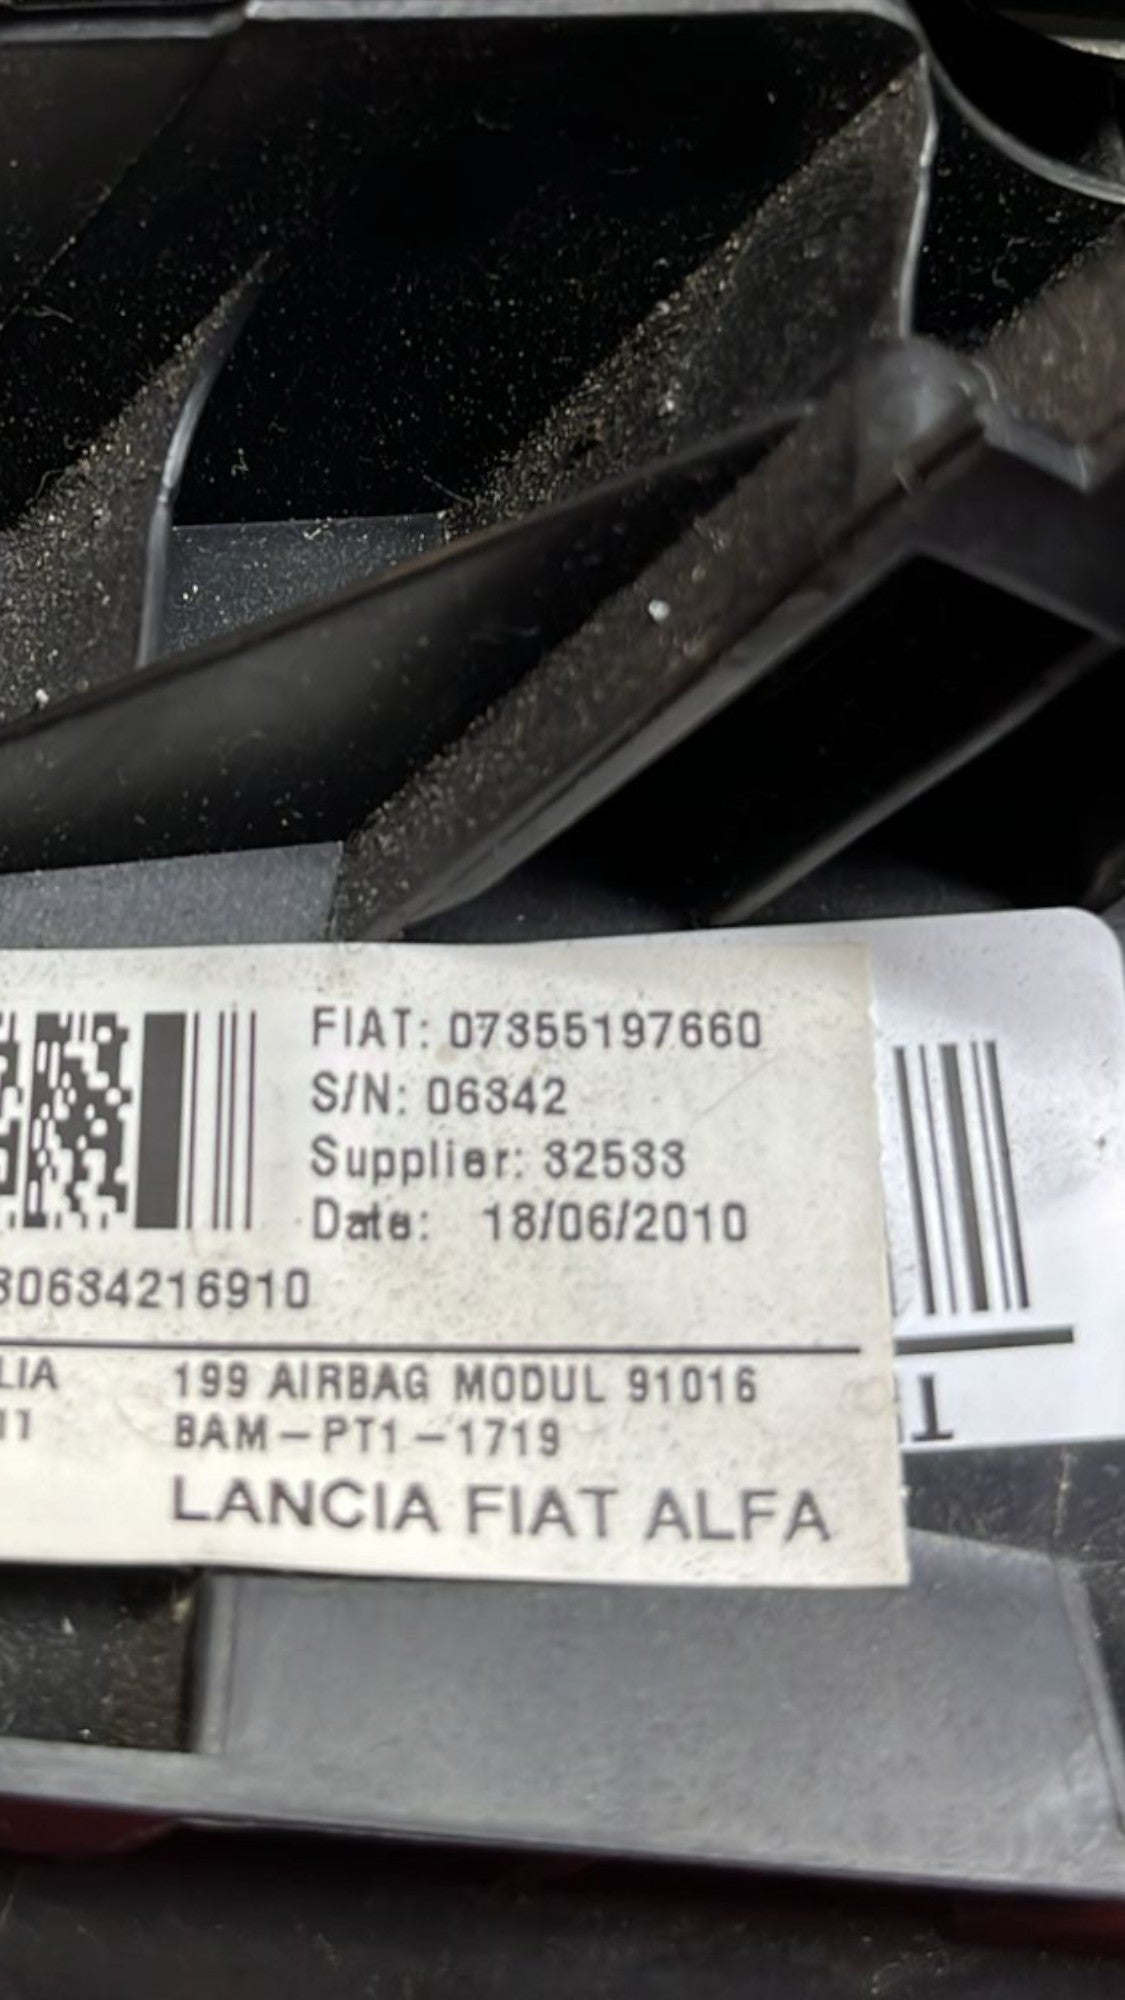 FIAT: 07355197660
S/N: 06342
Supplier: 32533
Date: 18/06/2010
30634216910
LIA 199 AIRBAG MODUL 91016
11 BAM-PT1-1719
LANCIA FIAT ALFA